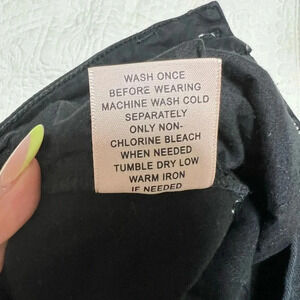 WASH ONCE
BEFORE WEARING
MACHINE WASH COLD
SEPARATELY
ONLY NON-
CHLORINE BLEACH
WHEN NEEDED
TUMBLE DRY LOW
WARM IRON
IF NEEDED